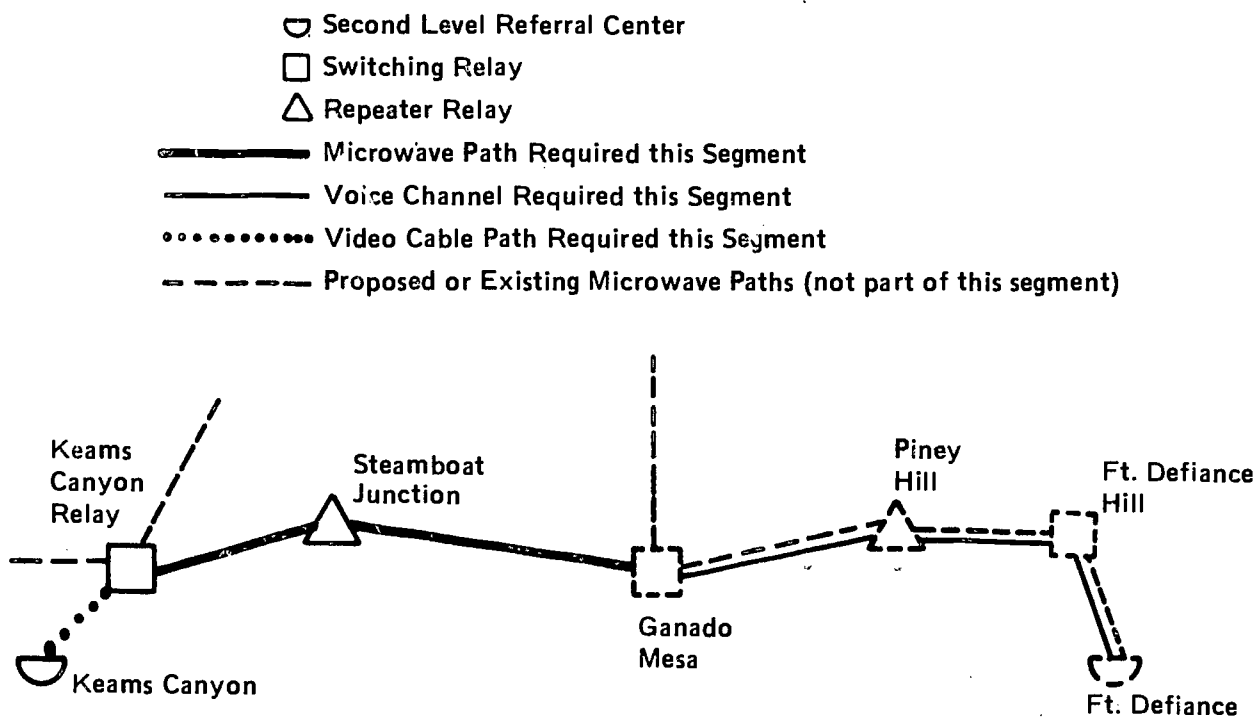 Second Level Referral Center
Switching Relay
Repeater Relay
Microwave Path Required this Segment
Voice Channel Required this Segment
Video Cable Path Required this Segment
Proposed or Existing Microwave Paths (not part of this segment)
Keams
Canyon
Relay
Steamboat
Junction
Piney
Hill
Ft. Defiance
Hill
Ganado
Mesa
Keams Canyon
Ft. Defiance